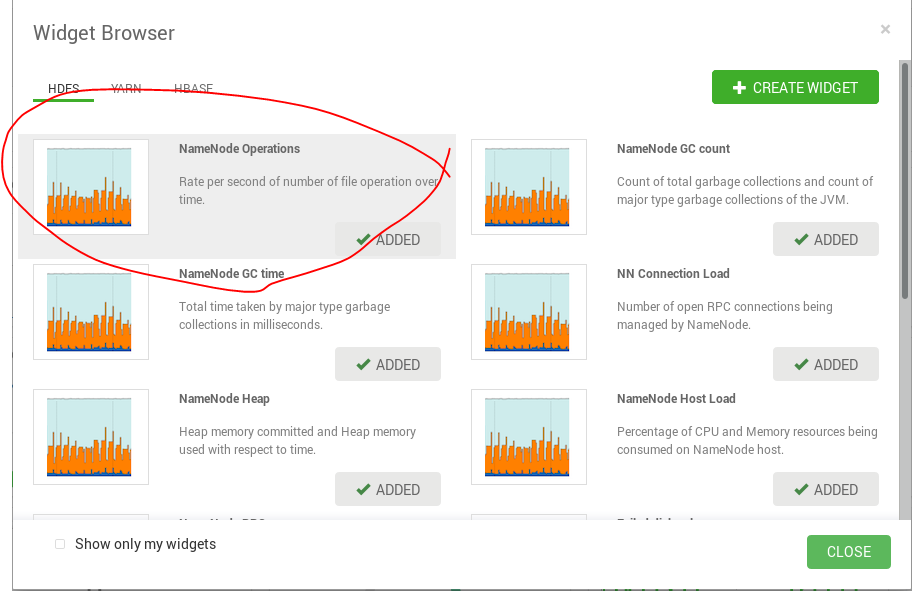 Widget Browser
×
HDFS YARN HBASE
CREATE WIDGET
NameNode Operations
Rate per second of number of file operation over
time.
ADDED
NameNode GC count
Count of total garbage collections and count of
major type garbage collections of the JVM.
ADDED
NameNode GC time
Total time taken by major type garbage
collections in milliseconds.
ADDED
NN Connection Load
Number of open RPC connections being
managed by NameNode.
ADDED
NameNode Heap
Heap memory committed and Heap memory
used with respect to time.
ADDED
NameNode Host Load
Percentage of CPU and Memory resources being
consumed on NameNode host.
ADDED
Show only my widgets
CLOSE